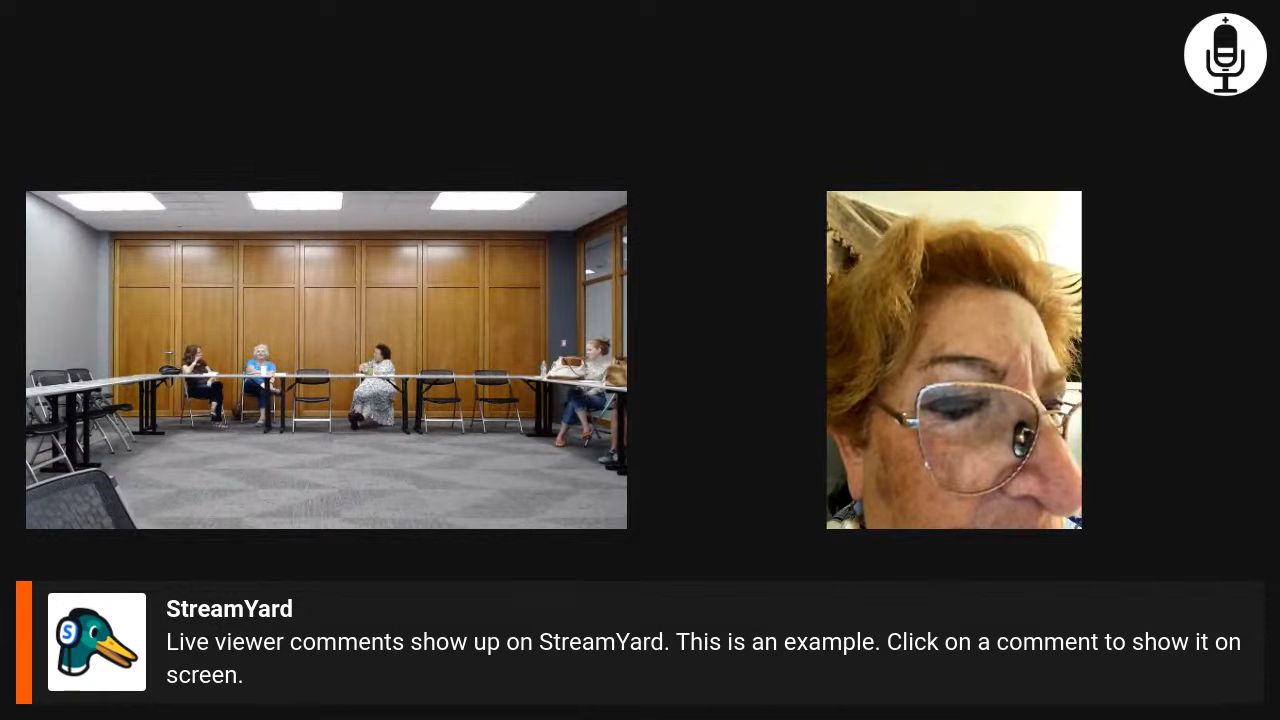 StreamYard
Live viewer comments show up on StreamYard. This is an example. Click on a comment to show it on
screen.